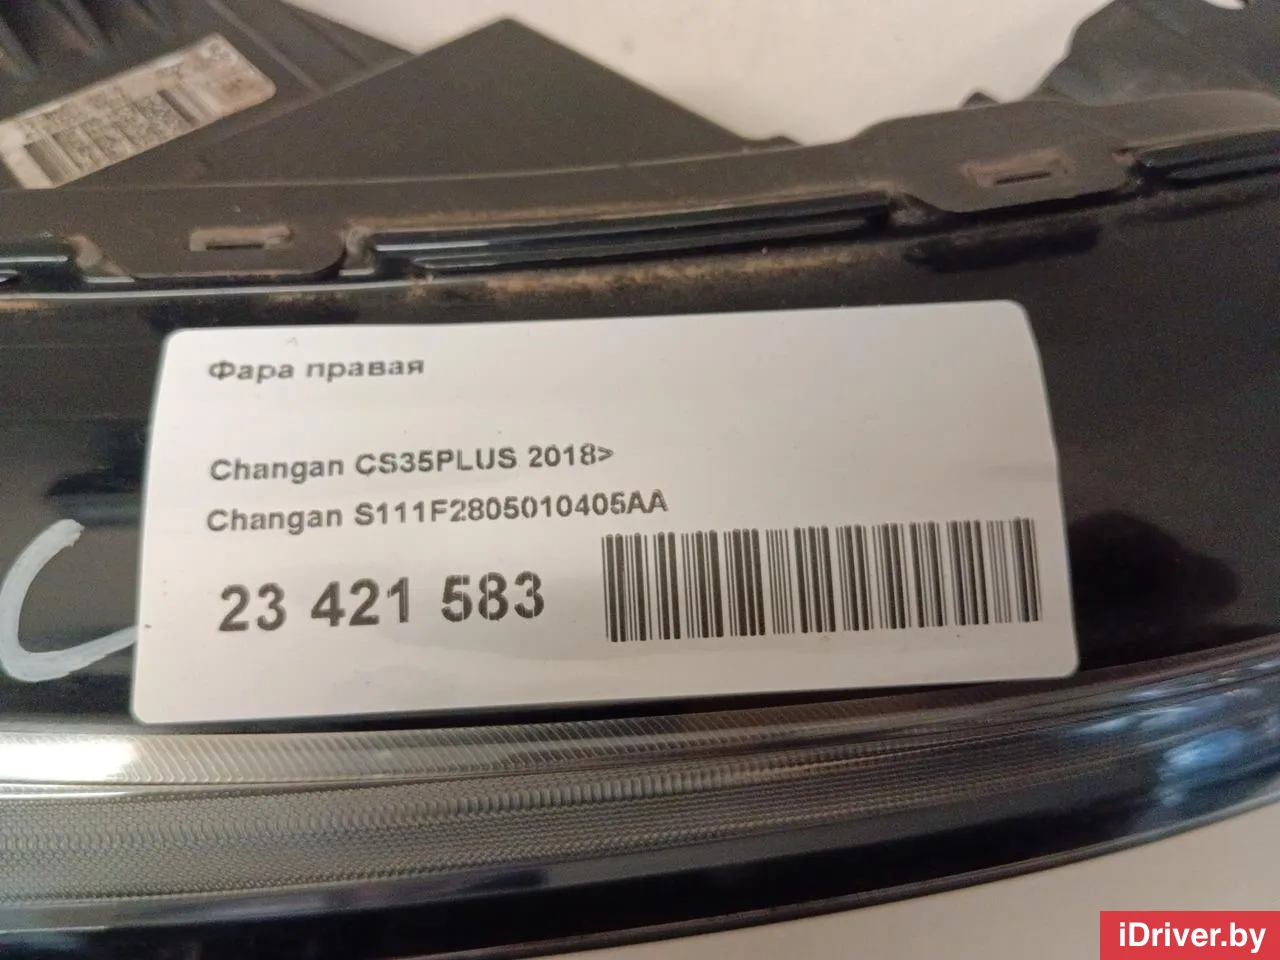 Фара правая
Changan CS35PLUS 2018>
Changan S111F2805010405AA
23 421 583
iDriver.by